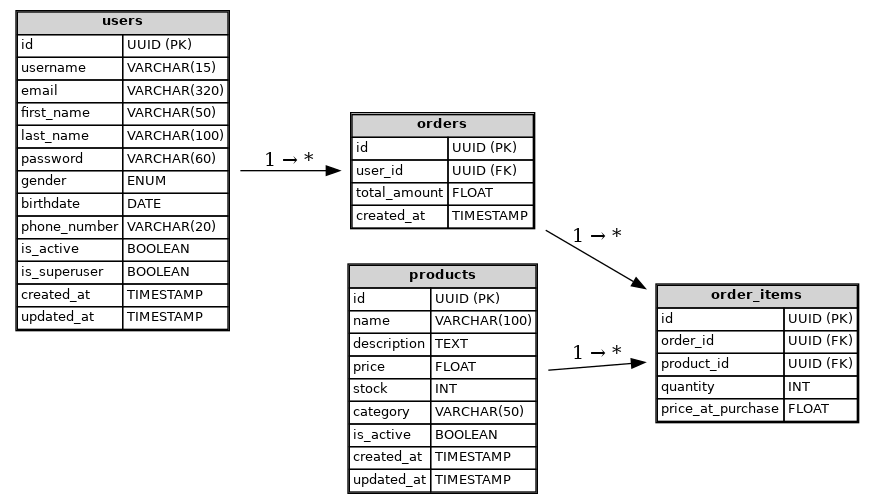 users
id UUID (PK)
username VARCHAR(15)
email VARCHAR(320)
first_name VARCHAR(50)
last_name VARCHAR(100)
password VARCHAR(60)
gender ENUM
birthdate DATE
phone_number VARCHAR(20)
is_active BOOLEAN
is_superuser BOOLEAN
created_at TIMESTAMP
updated_at TIMESTAMP
1 → *
orders
id UUID (PK)
user_id UUID (FK)
total_amount FLOAT
created_at TIMESTAMP
1 → *
products
id UUID (PK)
name VARCHAR(100)
description TEXT
price FLOAT
stock INT
category VARCHAR(50)
is_active BOOLEAN
created_at TIMESTAMP
updated_at TIMESTAMP
1 → *
order_items
id UUID (PK)
order_id UUID (FK)
product_id UUID (FK)
quantity INT
price_at_purchase FLOAT